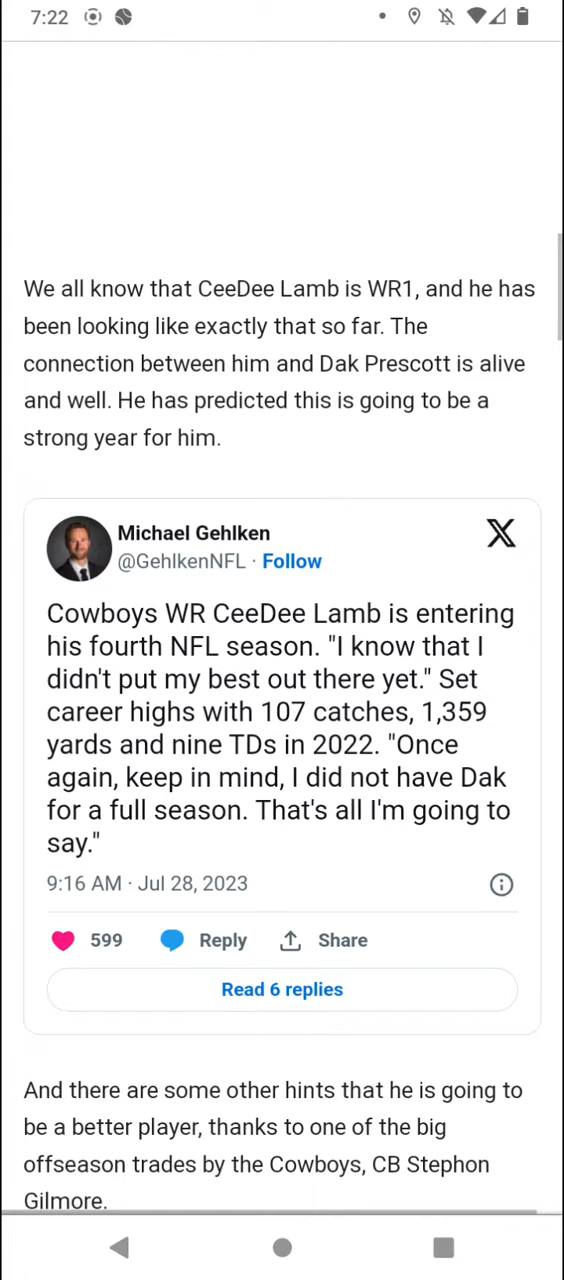 7:22
We all know that CeeDee Lamb is WR1, and he has
been looking like exactly that so far. The
connection between him and Dak Prescott is alive
and well. He has predicted this is going to be a
strong year for him.
Michael Gehlken
@GehlkenNFL · Follow
Cowboys WR CeeDee Lamb is entering
his fourth NFL season. "I know that I
didn't put my best out there yet." Set
career highs with 107 catches, 1,359
yards and nine TDs in 2022. "Once
again, keep in mind, I did not have Dak
for a full season. That's all I'm going to
say."
9:16 AM · Jul 28, 2023
599 Reply Share
Read 6 replies
And there are some other hints that he is going to
be a better player, thanks to one of the big
offseason trades by the Cowboys, CB Stephon
Gilmore.